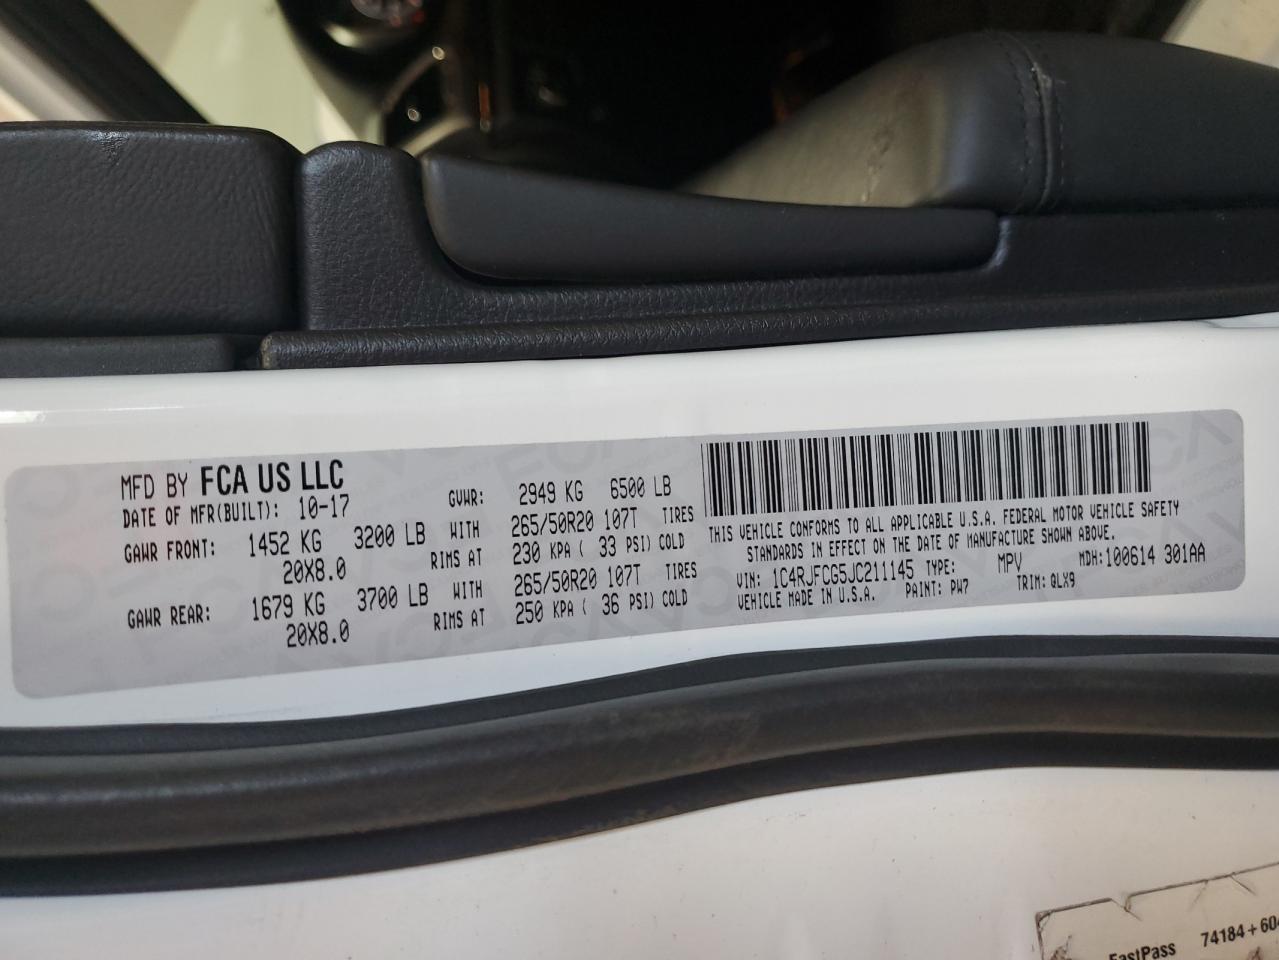 MFD BY FCA US LLC
DATE OF MFR(BUILT): 10-17 GVWR: 2949 KG 6500 LB
GAWR FRONT: 1452 KG 3200 LB WITH 265/50R20 107T TIRES
20X8.0 RIMS AT 230 KPA ( 33 PSI) COLD
GAWR REAR: 1679 KG 3700 LB WITH 265/50R20 107T TIRES
20X8.0 RIMS AT 250 KPA ( 36 PSI) COLD
THIS VEHICLE CONFORMS TO ALL APPLICABLE U.S.A. FEDERAL MOTOR VEHICLE SAFETY
STANDARDS IN EFFECT ON THE DATE OF MANUFACTURE SHOWN ABOVE.
VIN: 1C4RJFCG5JC211145 TYPE: MPV MDH: 100614 301AA
VEHICLE MADE IN U.S.A. PAINT: PW7 TRIM: QLX9
FastPass 74184+604